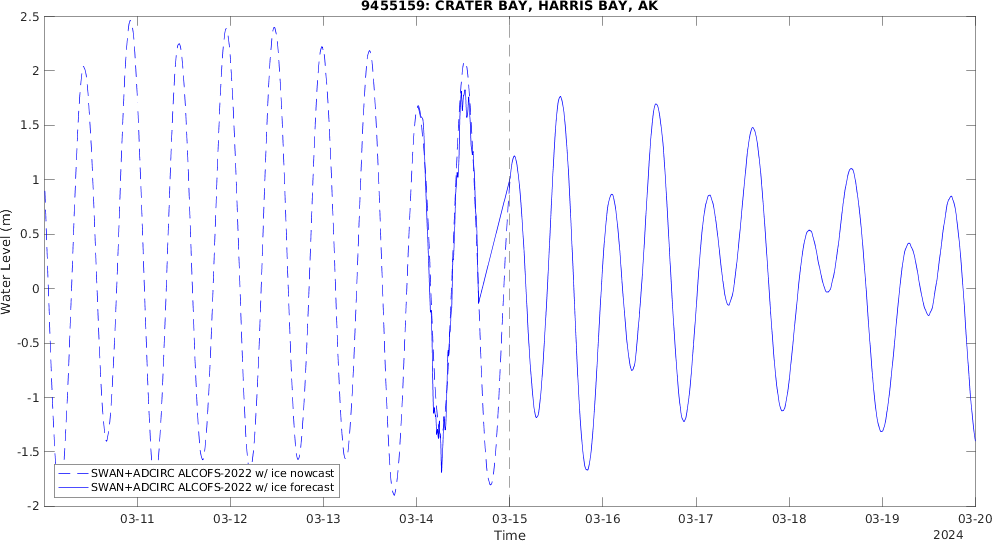 9455159: CRATER BAY, HARRIS BAY, AK
2.5
2
1.5
1
0.5
0
-0.5
-1
-1.5
-2
Water Level (m)
SWAN+ADCIRC ALCOFS-2022 w/ ice nowcast
SWAN+ADCIRC ALCOFS-2022 w/ ice forecast
03-11 03-12 03-13 03-14 03-15 03-16 03-17 03-18 03-19 03-20
Time
2024